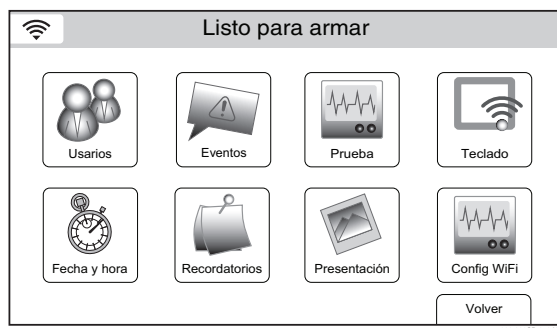 Listo para armar
Usarios
Eventos
Prueba
Teclado
Fecha y hora
Recordatorios
Presentación
Config WiFi
Volver